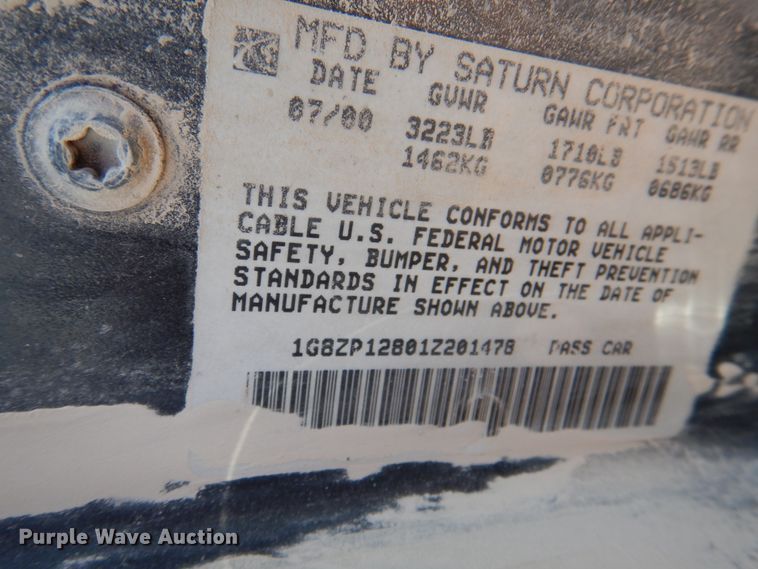 MFD BY SATURN CORPORATION
DATE GVWR GAWR FRT GAWR RR
07/00 3223LB 1710LB 1513LB
1462KG 0776KG 0686KG
THIS VEHICLE CONFORMS TO ALL APPLI-
CABLE U.S. FEDERAL MOTOR VEHICLE
SAFETY, BUMPER, AND THEFT PREVENTION
STANDARDS IN EFFECT ON THE DATE OF
MANUFACTURE SHOWN ABOVE.
1G8ZP12801Z201478 PASS CAR
Purple Wave Auction